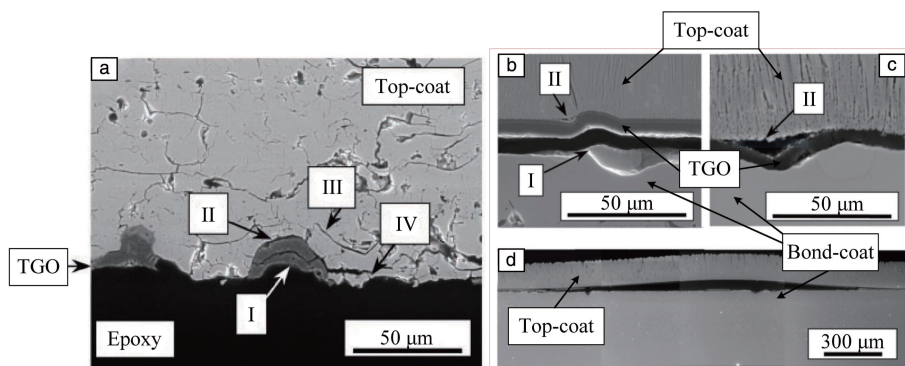 a
Top-coat
III
II
IV
TGO
I
Epoxy
50 μm
Top-coat
b
c
II
II
I
TGO
50 μm
50 μm
Bond-coat
d
Top-coat
300 μm